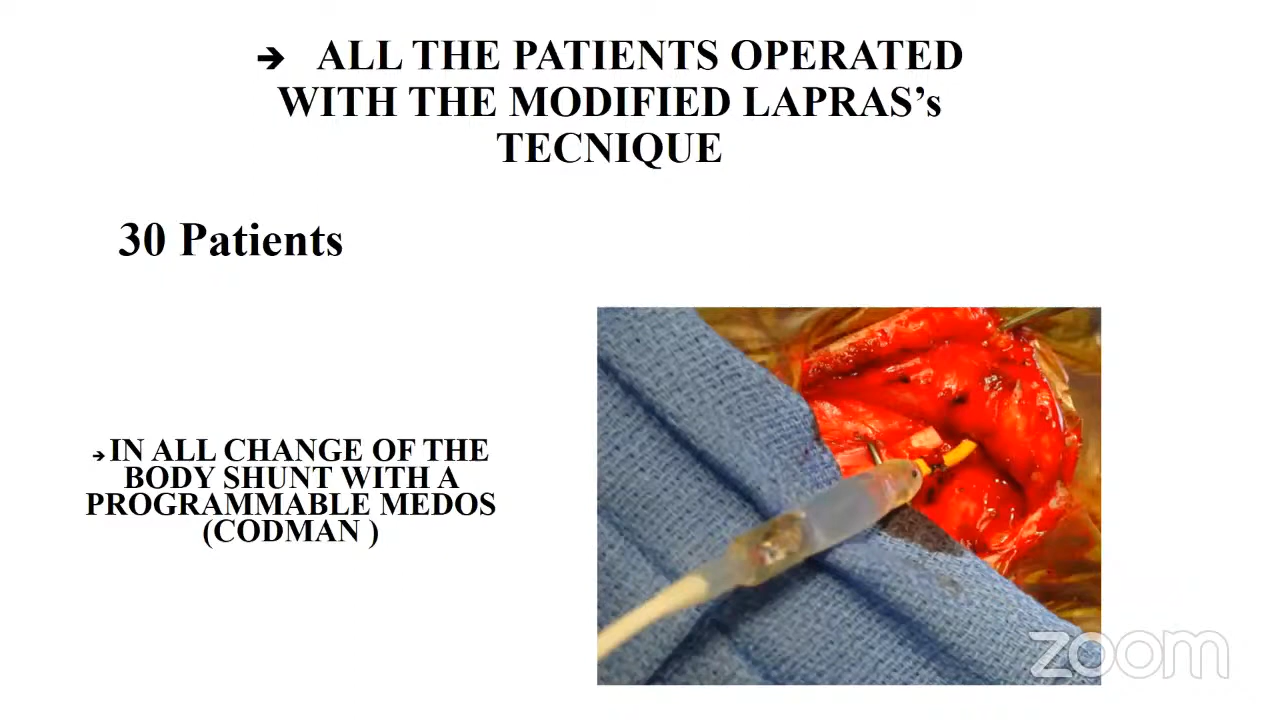 ➔ ALL THE PATIENTS OPERATED
WITH THE MODIFIED LAPRAS’s
TECNIQUE
30 Patients
➔IN ALL CHANGE OF THE
BODY SHUNT WITH A
PROGRAMMABLE MEDOS
(CODMAN )
zoom